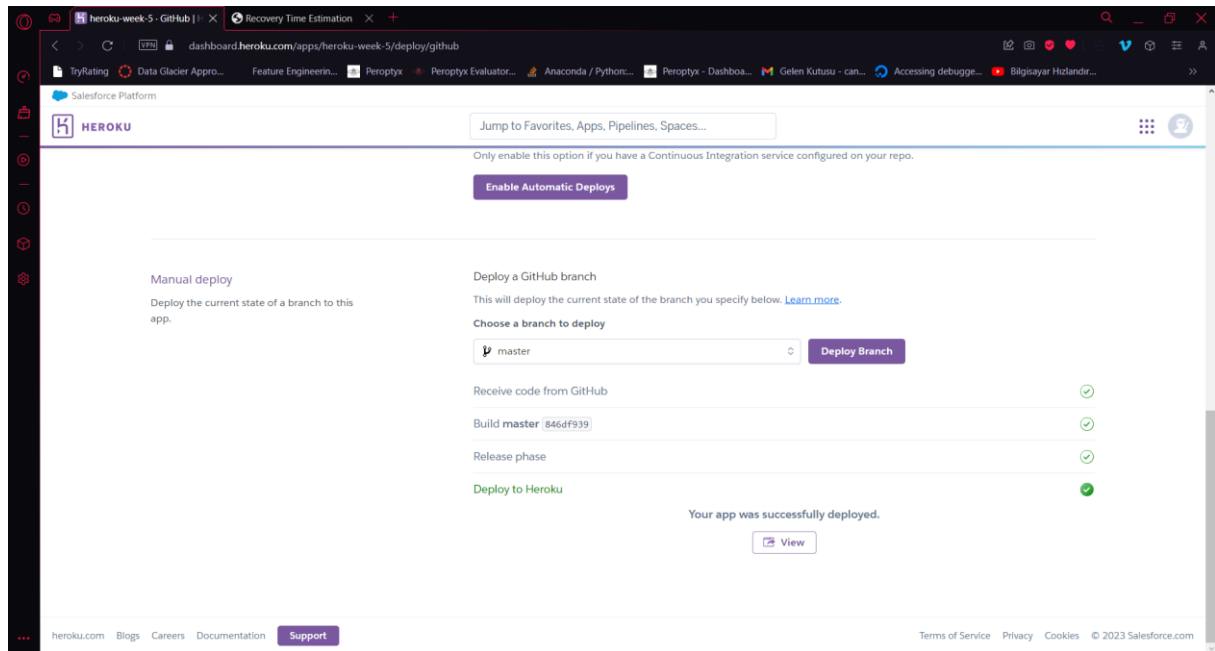 heroku-week-5 · GitHub | H
Recovery Time Estimation
VPN
dashboard.heroku.com/apps/heroku-week-5/deploy/github
TryRating
Data Glacier Appro...
Feature Engineerin...
Peroptyx
Peroptyx Evaluator...
Anaconda / Python:...
Peroptyx - Dashboa...
Gelen Kutusu - can...
Accessing debugge...
Bilgisayar Hızlandır...
Salesforce Platform
HEROKU
Jump to Favorites, Apps, Pipelines, Spaces...
Only enable this option if you have a Continuous Integration service configured on your repo.
Enable Automatic Deploys
Manual deploy
Deploy the current state of a branch to this
app.
Deploy a GitHub branch
This will deploy the current state of the branch you specify below. Learn more.
Choose a branch to deploy
master
Deploy Branch
Receive code from GitHub
Build master 846df939
Release phase
Deploy to Heroku
Your app was successfully deployed.
View
heroku.com Blogs Careers Documentation Support
Terms of Service Privacy Cookies © 2023 Salesforce.com